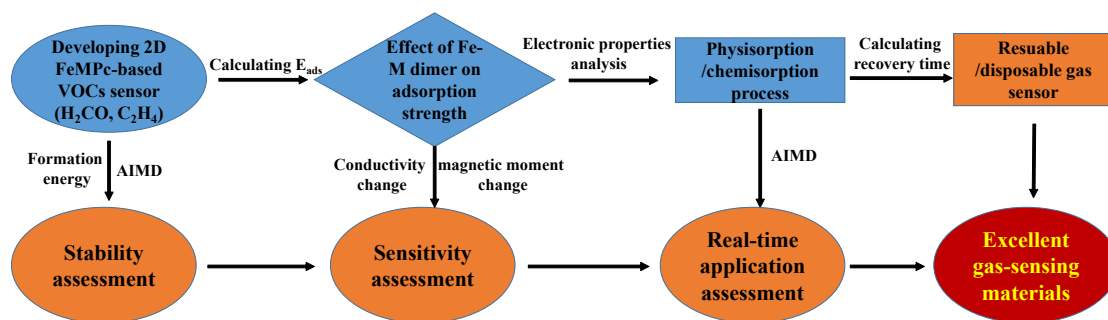 Developing 2D
FeMPc-based
VOCs sensor
(H₂CO, C₂H₄)
Calculating Eₐds
Effect of Fe-
M dimer on
adsorption
strength
Electronic properties
analysis
Physisorption
/chemisorption
process
Calculating
recovery time
Resuable
/disposable gas
sensor
Formation
energy
AIMD
Conductivity
change
magnetic moment
change
AIMD
Stability
assessment
Sensitivity
assessment
Real-time
application
assessment
Excellent
gas-sensing
materials